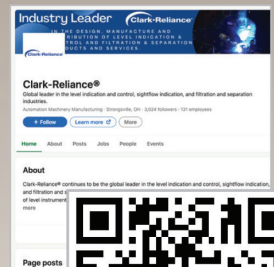 Industry Leader
Clark-Reliance®
IN THE DESIGN, MANUFACTURE AND
DISTRIBUTION OF LEVEL INDICATION &
CONTROL AND FILTRATION & SEPARATION
PRODUCTS AND SERVICES.
Clark-Reliance
Clark-Reliance®
Global leader in the level indication and control, sightflow indication, and filtration and separation
industries.
Automation Machinery Manufacturing · Strongsville, OH · 131 employees
+ Follow
Learn more
More
Home About Posts Jobs People Events
About
Clark-Reliance® continues to be the global leader in the level indication and control, sightflow indication,
and filtration and
of level instrument
more
Page posts